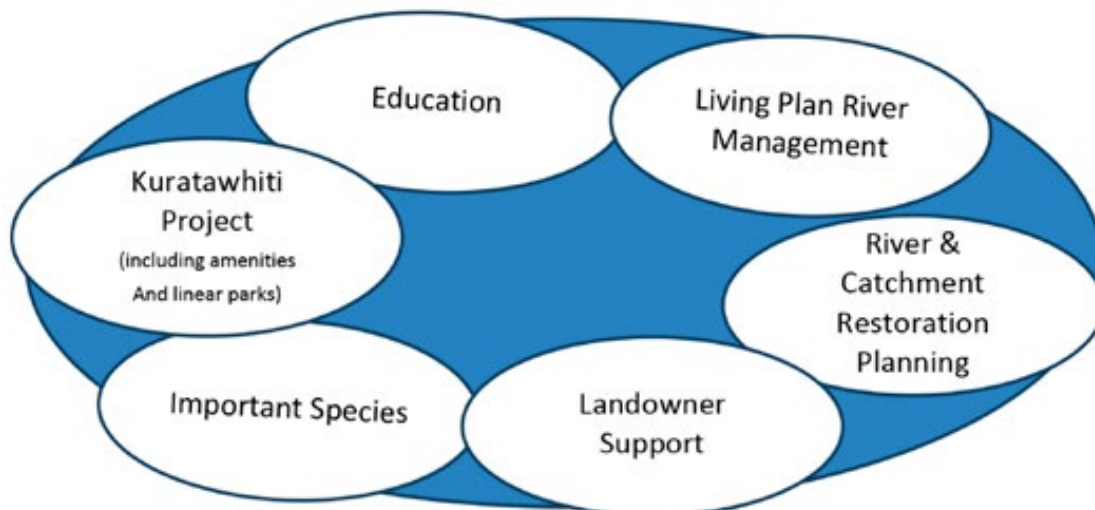 Education
Living Plan River
Management
Kuratawhiti
Project
(including amenities
And linear parks)
River &
Catchment
Restoration
Planning
Important Species
Landowner
Support